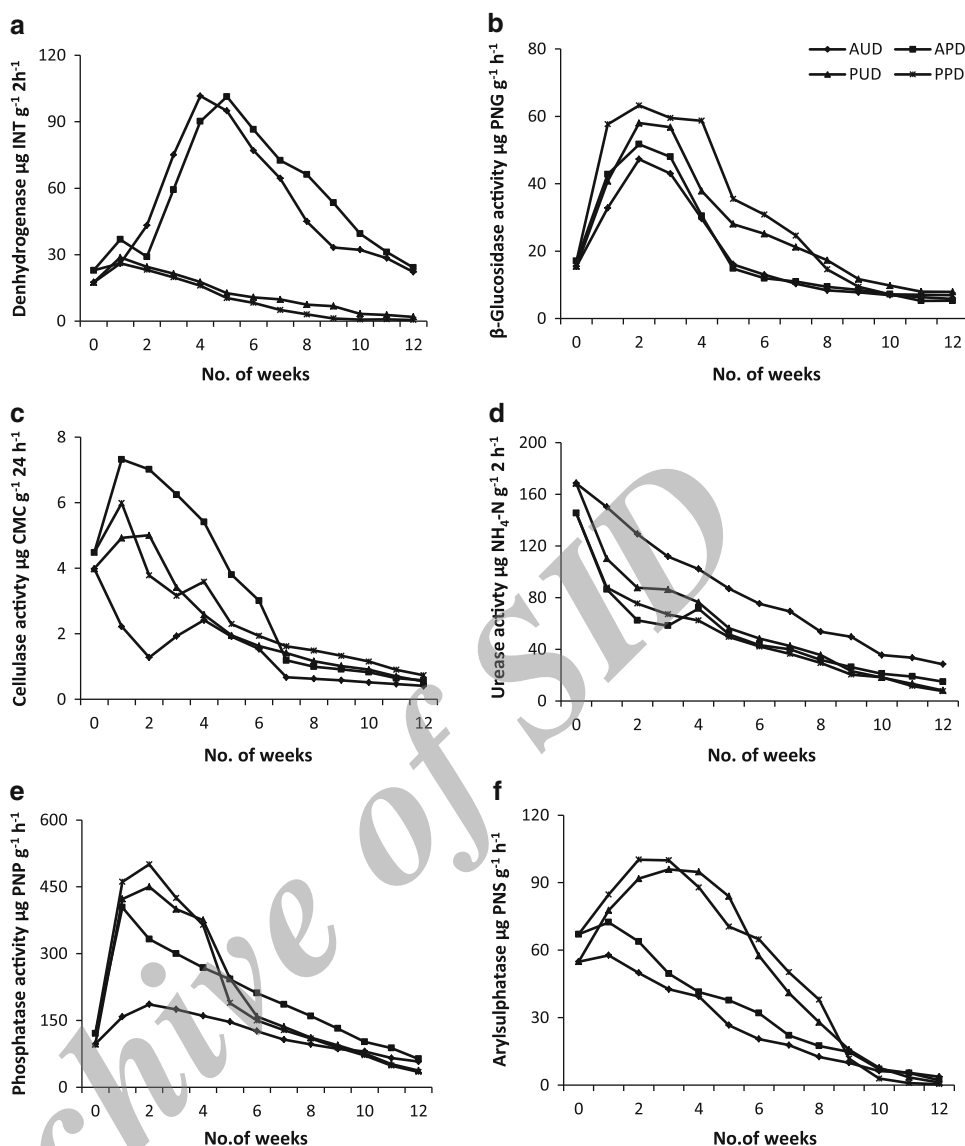 a
120
90
60
30
0
Denhydrogenase µg INT g-1 2h-1
0 2 4 6 8 10 12
No. of weeks
b
AUD APD
PUD PPD
80
60
40
20
0
β-Glucosidase activity µg PNG g-1 h-1
0 2 4 6 8 10 12
No. of weeks
c
8
6
4
2
0
Cellulase activty µg CMC g-1 24 h-1
0 2 4 6 8 10 12
No. of weeks
d
200
160
120
80
40
0
Urease activty µg NH4-N g-1 2 h-1
0 2 4 6 8 10 12
No. of weeks
e
600
450
300
150
0
Phosphatase activity µg PNP g-1 h-1
0 2 4 6 8 10 12
No.of weeks
f
120
90
60
30
0
Arylsulphatase µg PNS g-1 h-1
0 2 4 6 8 10 12
No. of weeks
hive of SID